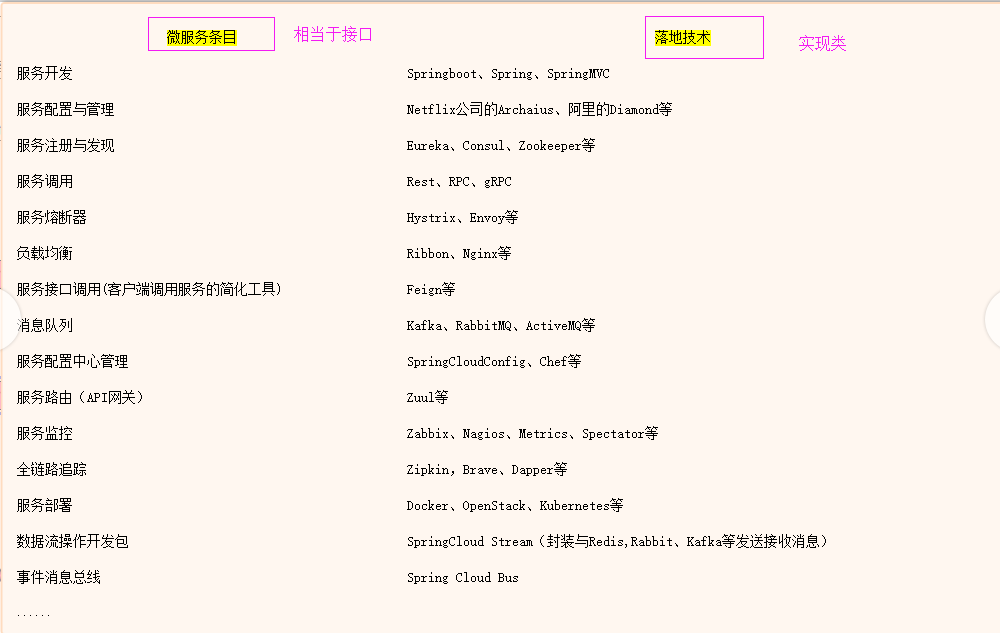 微服务条目 相当于接口 落地技术 实现类
服务开发 Springboot、Spring、SpringMVC
服务配置与管理 Netflix公司的Archaius、阿里的Diamond等
服务注册与发现 Eureka、Consul、Zookeeper等
服务调用 Rest、RPC、gRPC
服务熔断器 Hystrix、Envoy等
负载均衡 Ribbon、Nginx等
服务接口调用(客户端调用服务的简化工具) Feign等
消息队列 Kafka、RabbitMQ、ActiveMQ等
服务配置中心管理 SpringCloudConfig、Chef等
服务路由（API网关） Zuul等
服务监控 Zabbix、Nagios、Metrics、Spectator等
全链路追踪 Zipkin，Brave、Dapper等
服务部署 Docker、OpenStack、Kubernetes等
数据流操作开发包 SpringCloud Stream（封装与Redis,Rabbit、Kafka等发送接收消息）
事件消息总线 Spring Cloud Bus
......